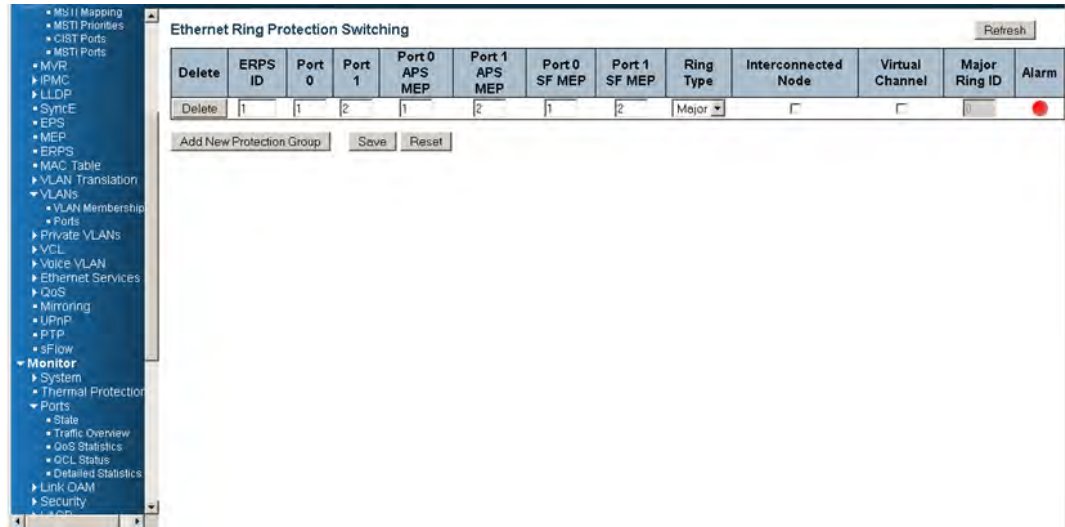 MSTI Mapping
MSTI Priorities
CIST Ports
MSTI Ports
MVR
IPMC
LLDP
SyncE
EPS
MEP
ERPS
MAC Table
VLAN Translation
VLANs
VLAN Membership
Ports
Private VLANs
VCL
Voice VLAN
Ethernet Services
QoS
Mirroring
UPnP
PTP
sFlow
Monitor
System
Thermal Protection
Ports
State
Traffic Overview
QoS Statistics
QCL Status
Detailed Statistics
Link OAM
Security
LACP
Ethernet Ring Protection Switching
Refresh
Delete ERPS ID Port 0 Port 1 Port 0 APS MEP Port 1 APS MEP Port 0 SF MEP Port 1 SF MEP Ring Type Interconnected Node Virtual Channel Major Ring ID Alarm
Delete 1 1 2 1 2 1 2 Major 0
Add New Protection Group Save Reset